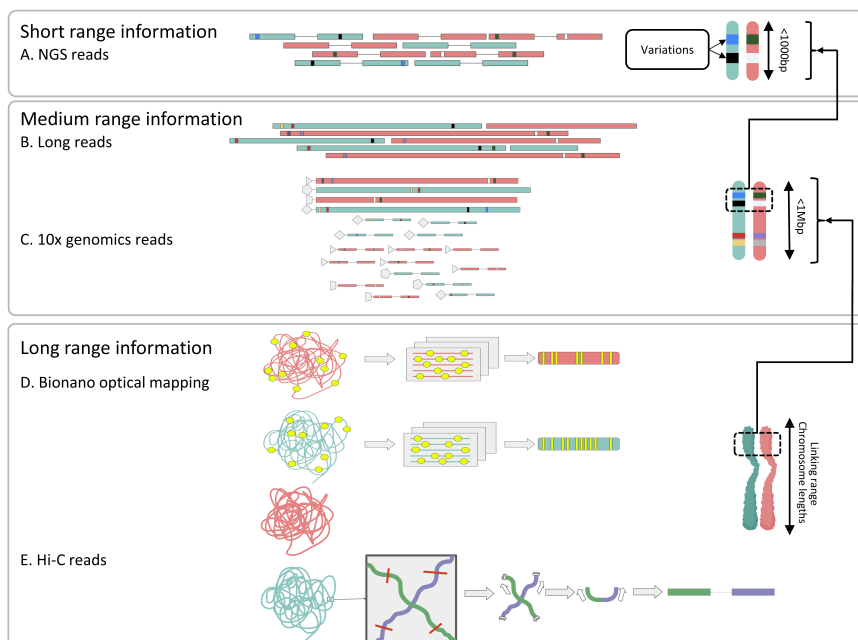 Short range information
A. NGS reads
Variations
<1000bp
Medium range information
B. Long reads
C. 10x genomics reads
<1Mbp
Long range information
D. Bionano optical mapping
Linking range
Chromosome lengths
E. Hi-C reads